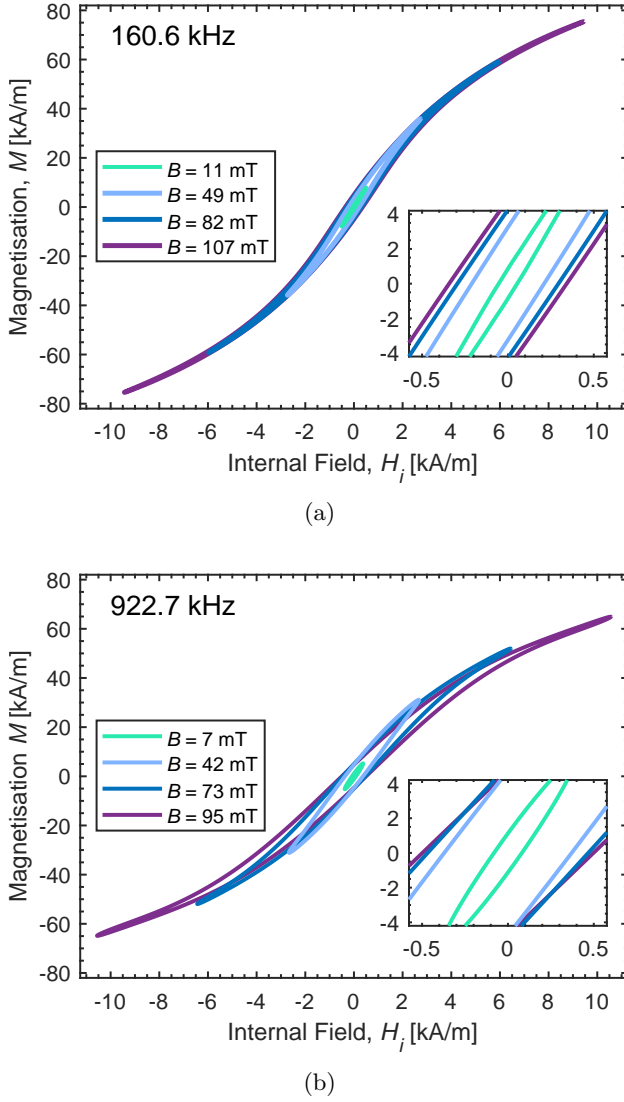 80
60
40
20
0
-20
-40
-60
-80
Magnetisation, M [kA/m]
160.6 kHz
B = 11 mT
B = 49 mT
B = 82 mT
B = 107 mT
4
2
0
-2
-4
-0.5 0 0.5
-10 -8 -6 -4 -2 0 2 4 6 8 10
Internal Field, H_i [kA/m]
(a)
80
60
40
20
0
-20
-40
-60
-80
Magnetisation M [kA/m]
922.7 kHz
B = 7 mT
B = 42 mT
B = 73 mT
B = 95 mT
4
2
0
-2
-4
-0.5 0 0.5
-10 -8 -6 -4 -2 0 2 4 6 8 10
Internal Field, H_i [kA/m]
(b)